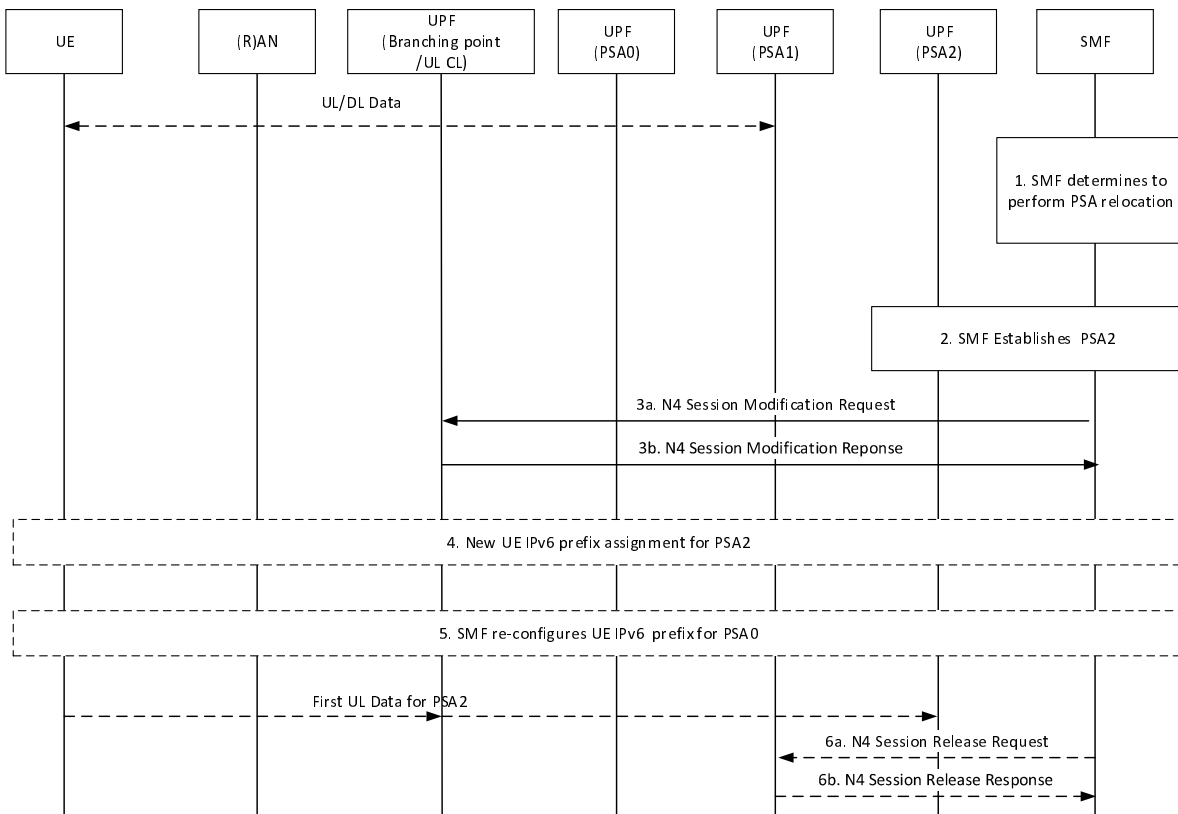 UE
(R)AN
UPF
(Branching point
/UL CL)
UPF
(PSA0)
UPF
(PSA1)
UPF
(PSA2)
SMF
UL/DL Data
1. SMF determines to
perform PSA relocation
2. SMF Establishes PSA2
3a. N4 Session Modification Request
3b. N4 Session Modification Reponse
4. New UE IPv6 prefix assignment for PSA2
5. SMF re-configures UE IPv6 prefix for PSA0
First UL Data for PSA2
6a. N4 Session Release Request
6b. N4 Session Release Response